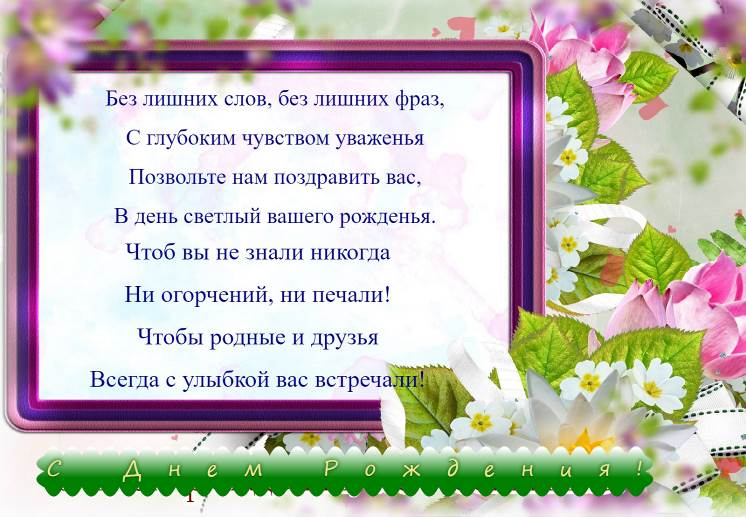 Без лишних слов, без лишних фраз,
С глубоким чувством уваженья
Позвольте нам поздравить вас,
В день светлый вашего рожденья.
Чтоб вы не знали никогда
Ни огорчений, ни печали!
Чтобы родные и друзья
Всегда с улыбкой вас встречали!
С Днем Рождения!